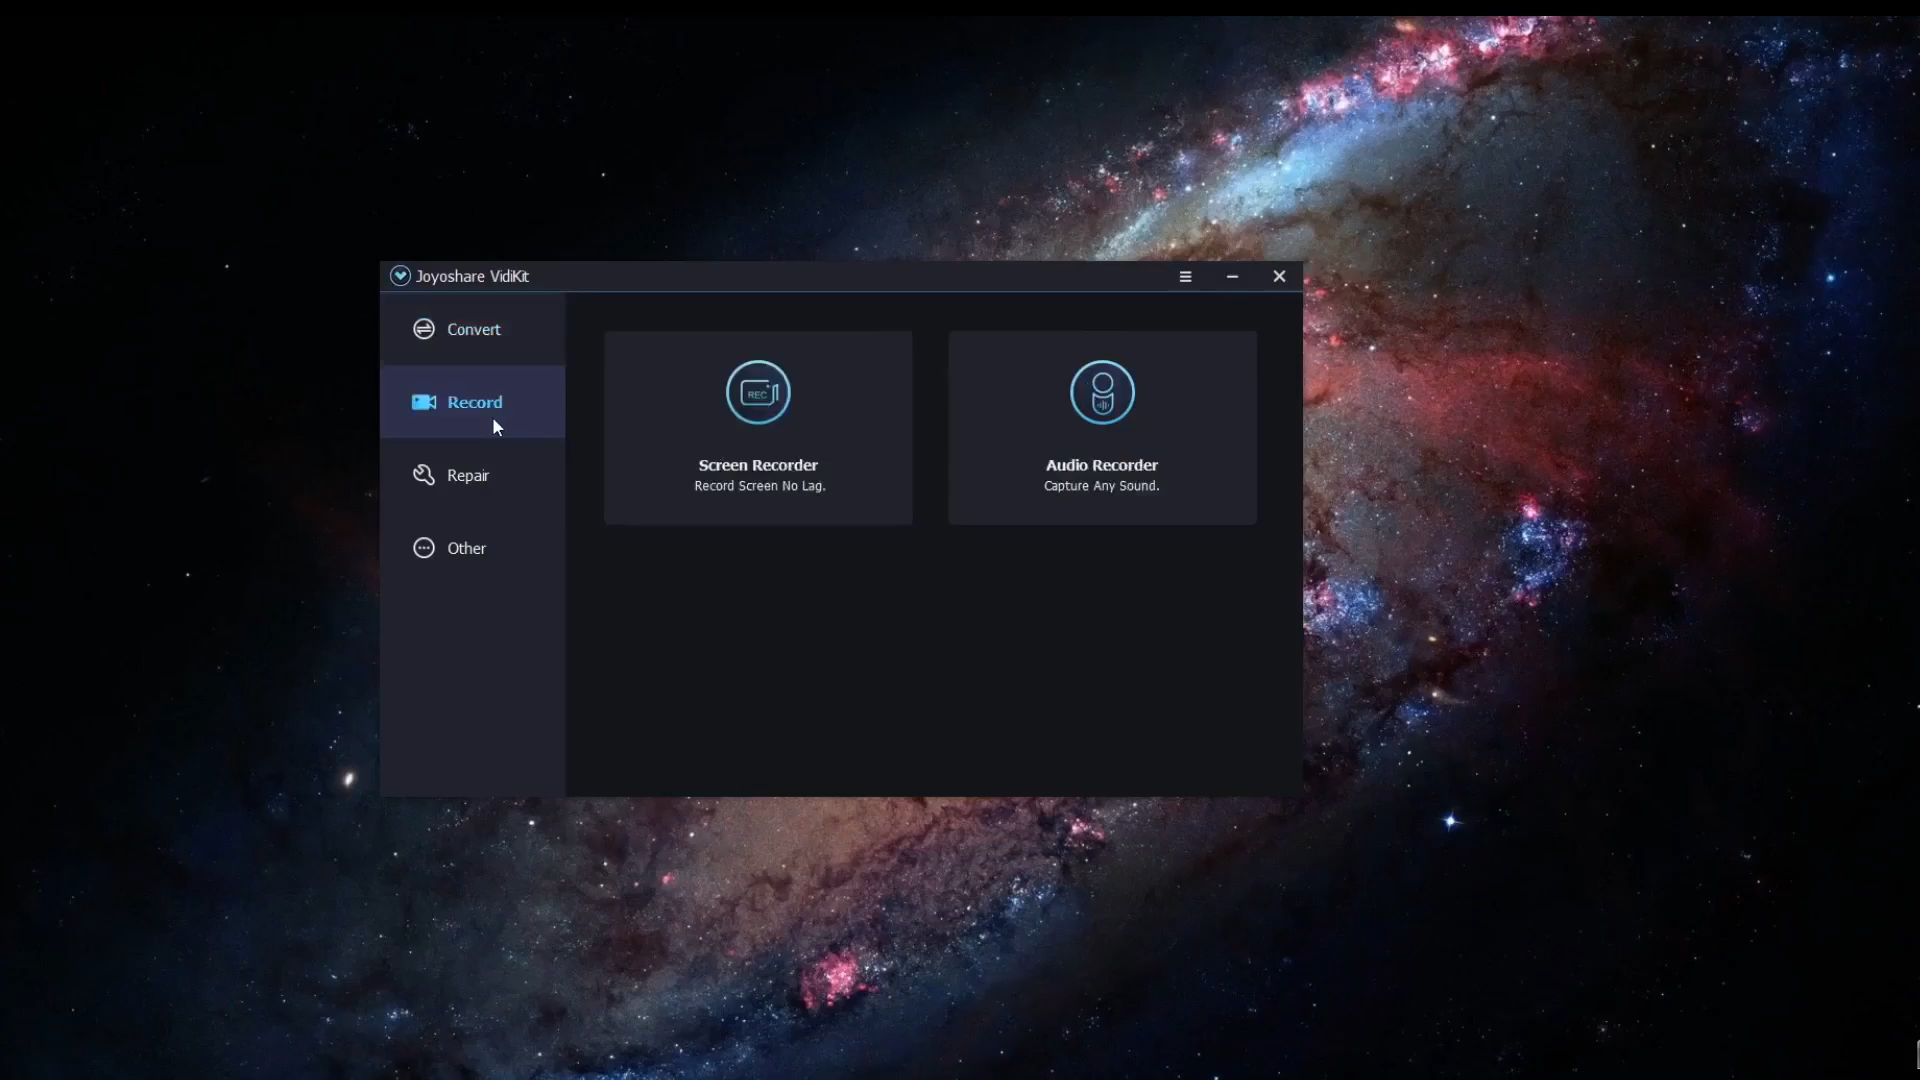 Joyoshare VidiKit
Convert
Record
Repair
Other
REC
Screen Recorder
Record Screen No Lag.
Audio Recorder
Capture Any Sound.